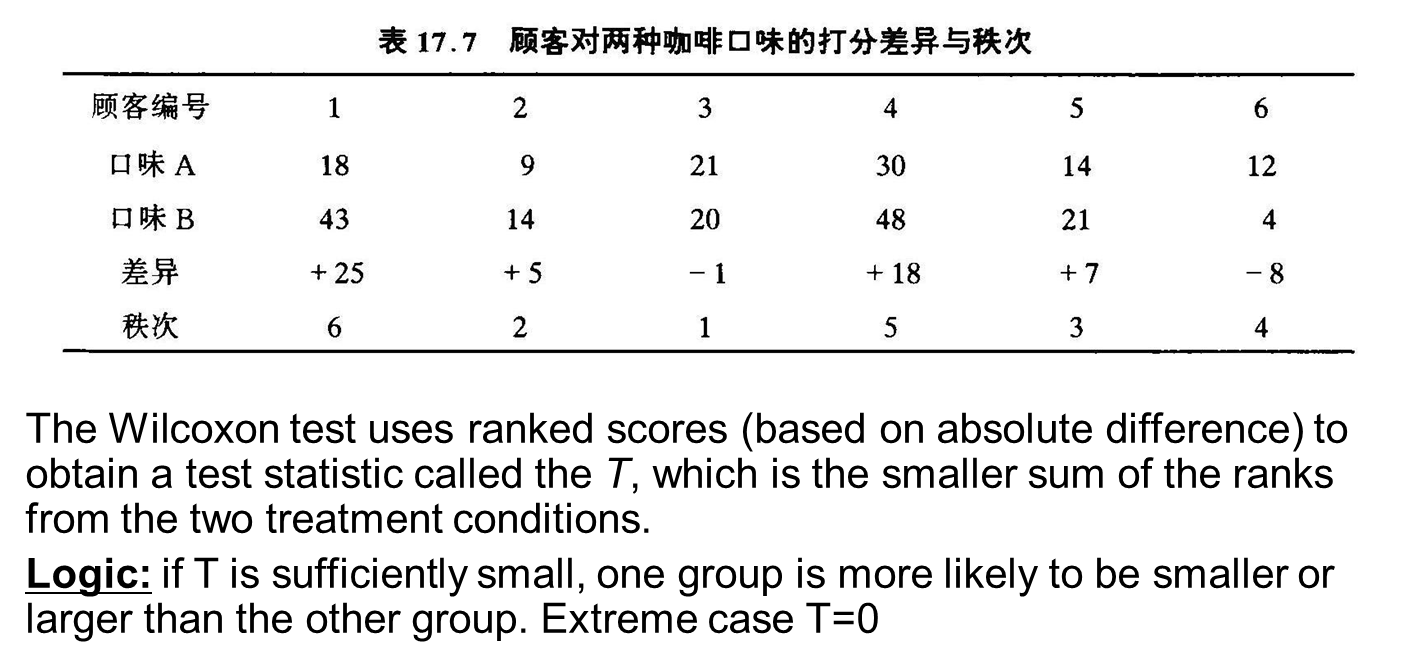 表 17.7 顾客对两种咖啡口味的打分差异与秩次
顾客编号 1 2 3 4 5 6
口味 A 18 9 21 30 14 12
口味 B 43 14 20 48 21 4
差异 + 25 + 5 − 1 + 18 + 7 − 8
秩次 6 2 1 5 3 4
The Wilcoxon test uses ranked scores (based on absolute difference) to
obtain a test statistic called the T, which is the smaller sum of the ranks
from the two treatment conditions.
Logic: if T is sufficiently small, one group is more likely to be smaller or
larger than the other group. Extreme case T=0